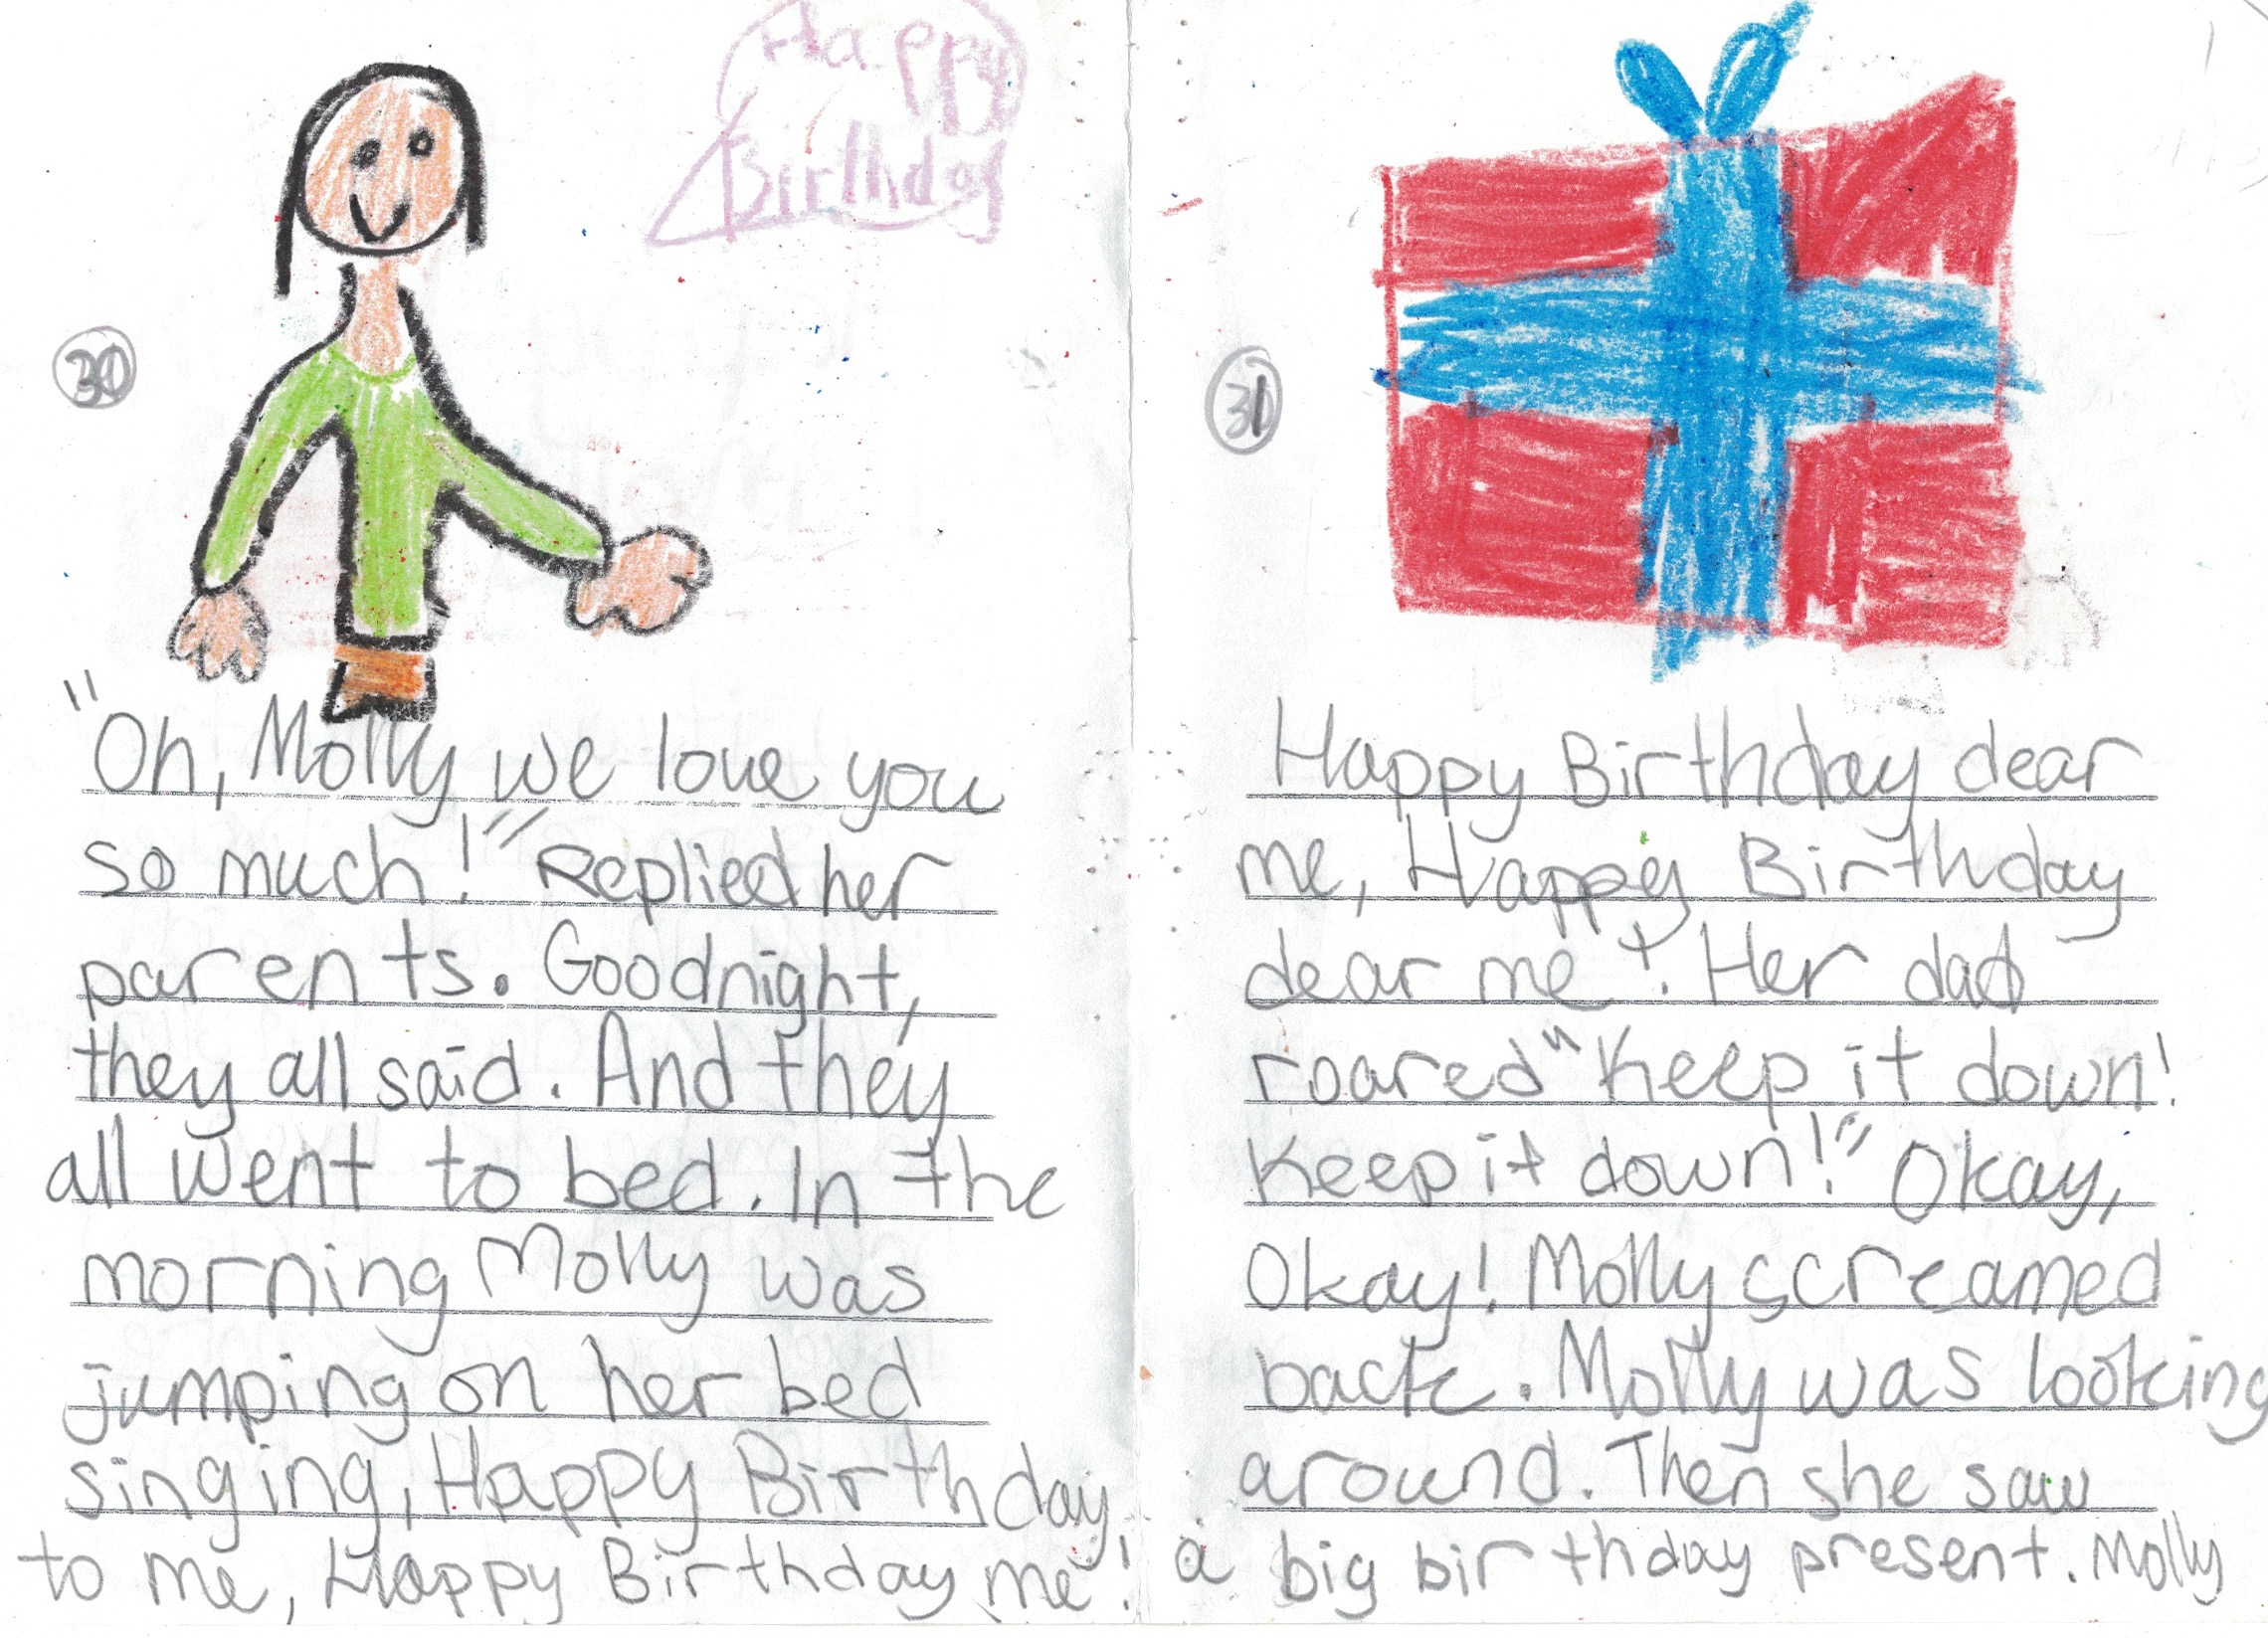 Happy
Birthday
30
"Oh, Molly we love you
so much!" Replied her
parents. Goodnight,
they all said. And they
all went to bed. In the
morning Molly was
jumping on her bed
singing, Happy Birthday
to me, Happy Birthday me!
31
Happy Birthday dear
me, Happy Birthday
dear me! Her dad
roared "Keep it down!
Keep it down!" Okay,
Okay! Molly screamed
back. Molly was looking
around. Then she saw
a big birthday present. Molly